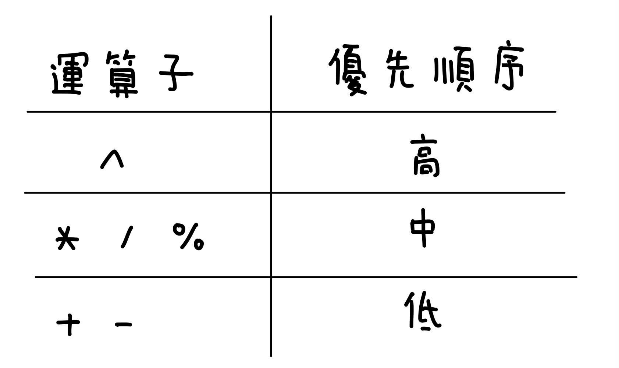 運算子 優先順序
^ 高
* / % 中
+ - 低